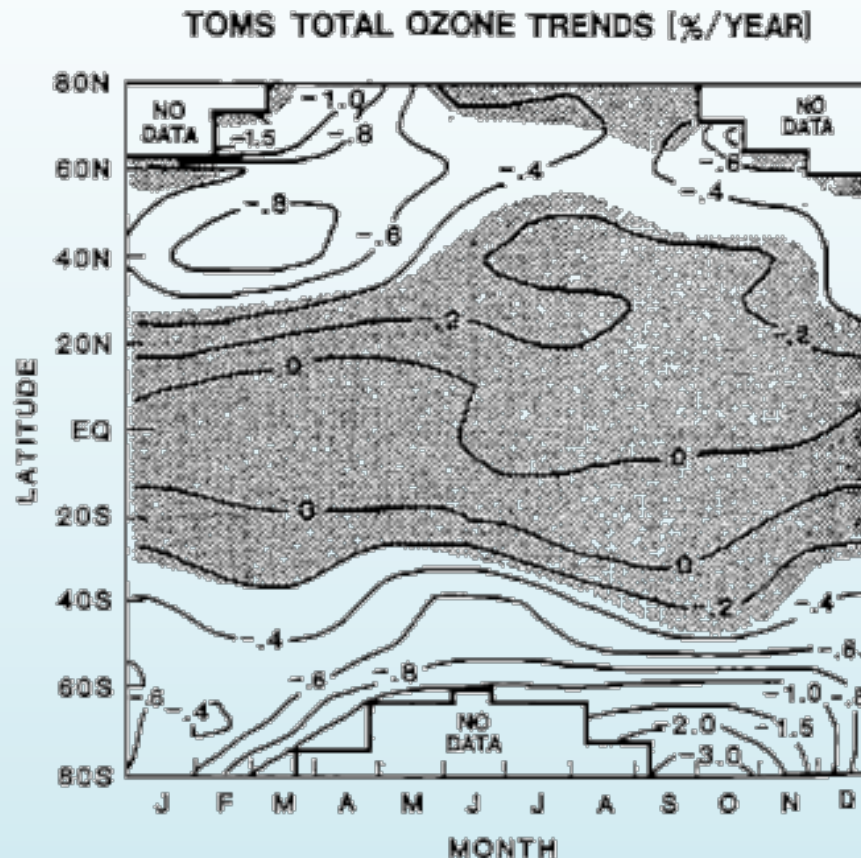 TOMS TOTAL OZONE TRENDS [%/YEAR]
80N
NO DATA
-1.0
-1.5
-.8
NO DATA
60N
-.6
-.4
-.4
-.8
-.6
40N
.2
-.2
20N
0
LATITUDE
EQ
0
20S
0
0
40S
-.2
-.4
-.4
-.6
-.8
-.6
60S
-.8
-.4
-1.0
-.8
NO DATA
-2.0
-1.5
-3.0
80S
J F M A M J J A S O N D
MONTH